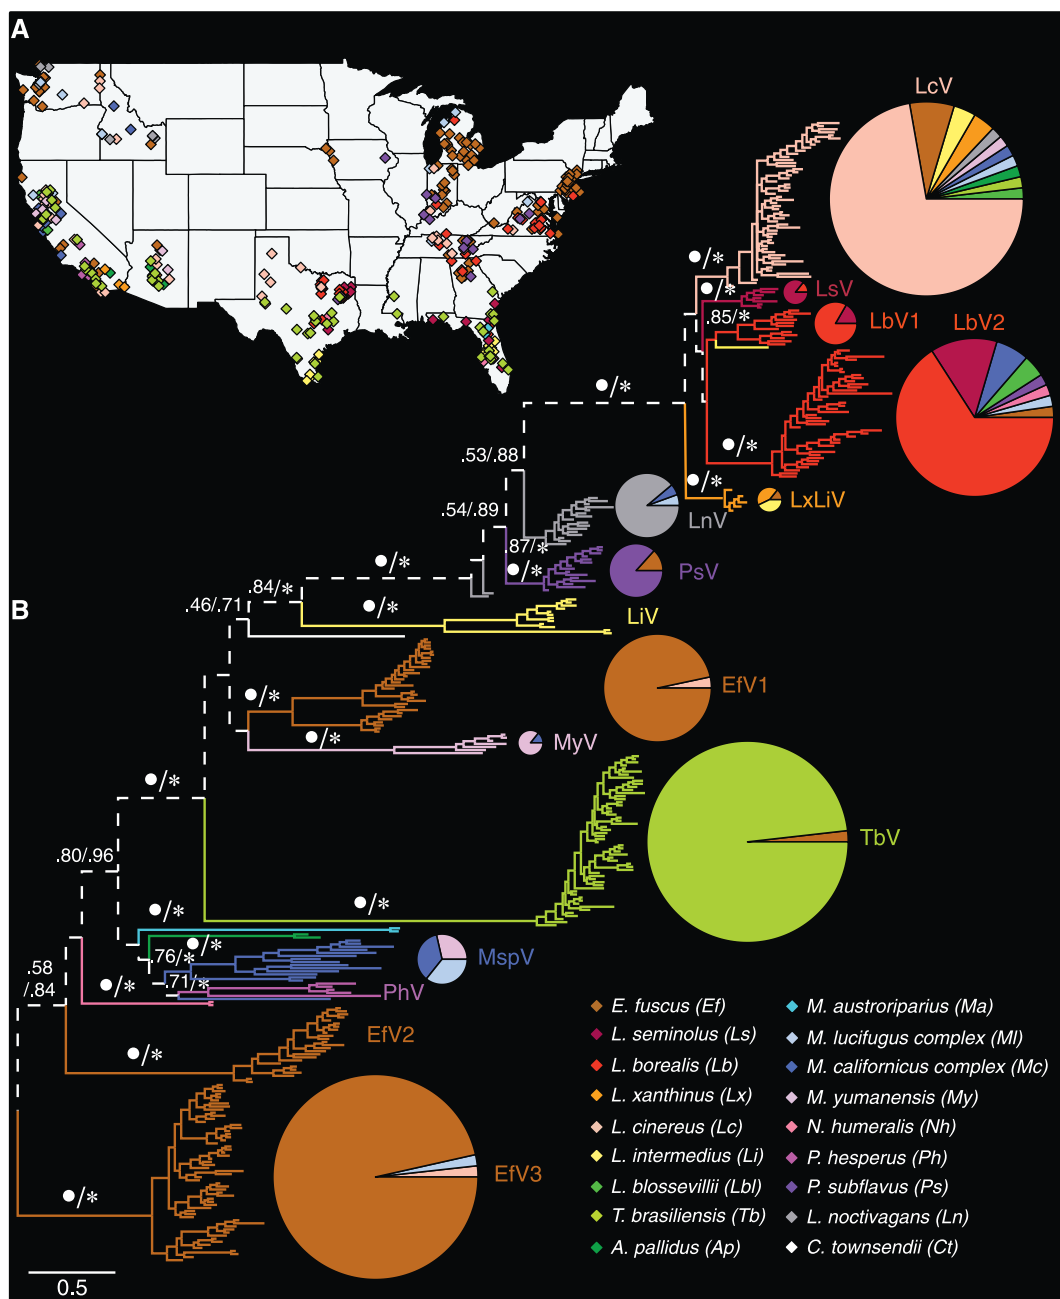 A
LcV
●/*
●/*
LsV
.85/*
LbV1
LbV2
●/*
●/*
.53/.88
●/*
LxLiV
.54/.89
LnV
.87/*
●/*
●/*
PsV
.84/*
●/*
.46/.71
B
LiV
●/*
EfV1
●/*
MyV
●/*
TbV
.80/.96
●/*
●/*
●/*
.76/*
MspV
.58
/.84
●/*
.71/*
PhV
EfV2
●/*
EfV3
●/*
0.5
E. fuscus (Ef)
L. seminolus (Ls)
L. borealis (Lb)
L. xanthinus (Lx)
L. cinereus (Lc)
L. intermedius (Li)
L. blossevillii (Lbl)
T. brasiliensis (Tb)
A. pallidus (Ap)
M. austroriparius (Ma)
M. lucifugus complex (Ml)
M. californicus complex (Mc)
M. yumanensis (My)
N. humeralis (Nh)
P. hesperus (Ph)
P. subflavus (Ps)
L. noctivagans (Ln)
C. townsendii (Ct)